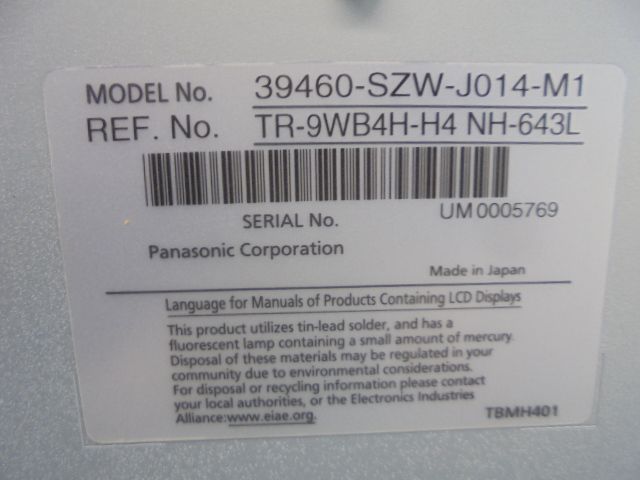 MODEL No. 39460-SZW-J014-M1
REF. No. TR-9WB4H-H4 NH-643L
SERIAL No. UM0005769
Panasonic Corporation
Made in Japan
Language for Manuals of Products Containing LCD Displays
This product utilizes tin-lead solder, and has a
fluorescent lamp containing a small amount of mercury.
Disposal of these materials may be regulated in your
community due to environmental considerations.
For disposal or recycling information please contact
your local authorities, or the Electronics Industries
Alliance:www.eiae.org.
TBMH401